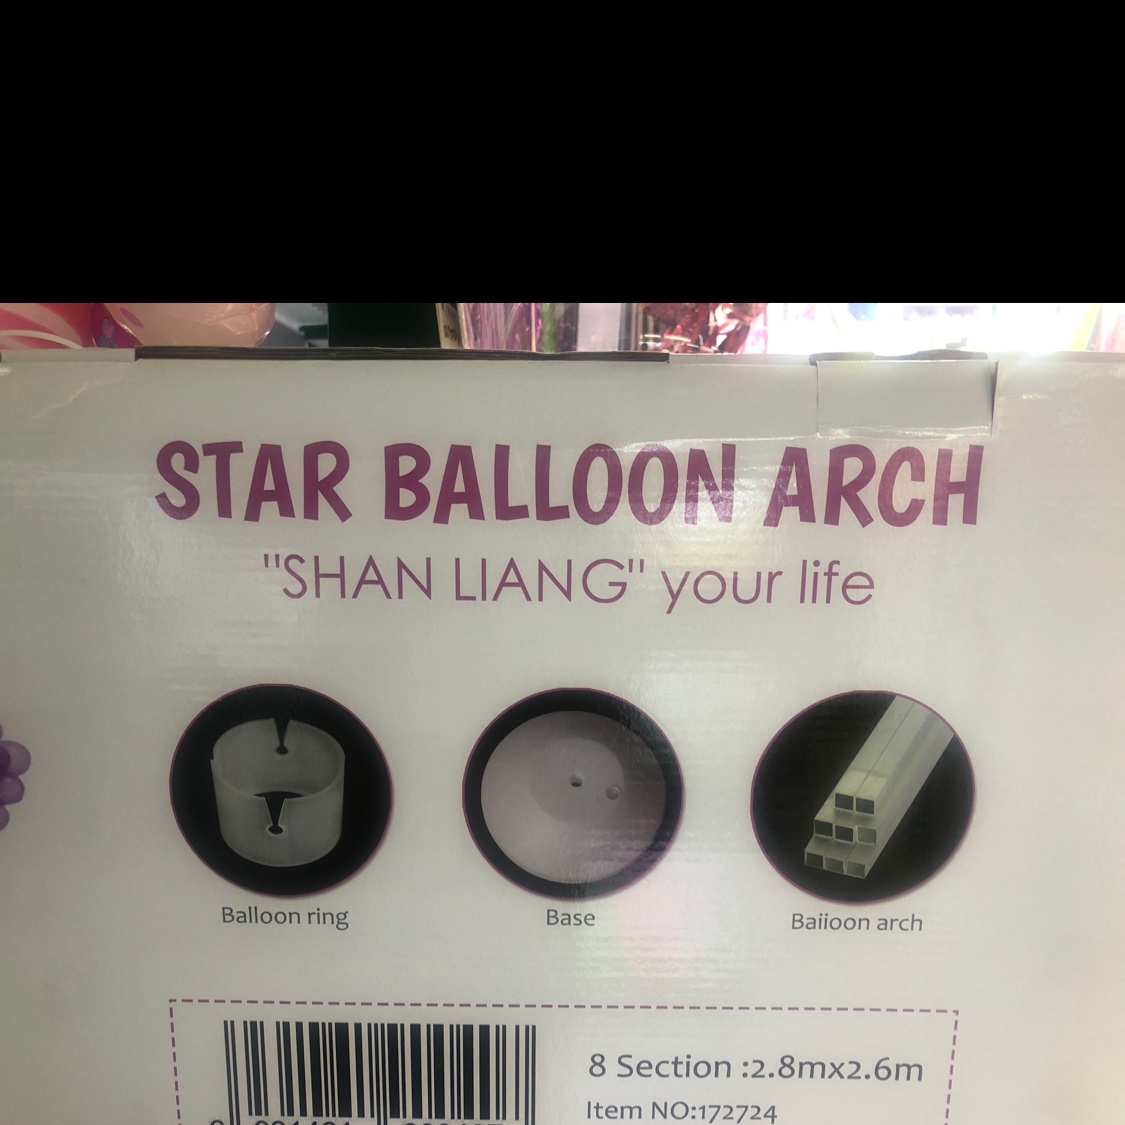 STAR BALLOON ARCH
"SHAN LIANG" your life
Balloon ring
Base
Baiioon arch
8 Section :2.8mx2.6m
Item NO:172724